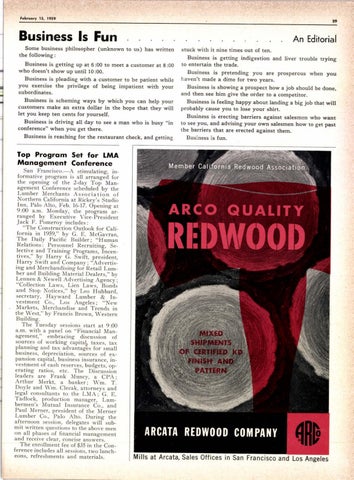 February 15, 1959
39
Business Is Fun . . . . . . . . An Editorial
Some business philosopher (unknown to us) has written
the following:
Business is getting up at 6:00 to meet a customer at 8:00
who doesn't show up until 10:00.
Business is pleading with a customer to be patient while
you exercise the privilege of being impatient with your
subordinates.
Business is scheming ways by which you can help your
customers make an extra dollar in the hope that they will
let you keep ten cents for yourself.
Business is driving all day to see a man who is busy "in
conference" when you get there.
Business is reaching for the restaurant check, and getting
stuck with it nine times out of ten.
Business is getting indigestion and liver trouble trying
to entertain the trade.
Business is pretending you are prosperous when you
haven't made a dime for two years.
Business is showing a prospect how a job should be done,
and then see him give the order to a competitor.
Business is feeling happy about landing a big job that will
probably cause you to lose your shirt.
Business is erecting barriers against salesmen who want
to see you, and advising your own salesmen how to get past
the barriers that are erected against them.
Business is fun.
Top Program Set for LMA
Management Conference
San Francisco.—A stimulating, in-
formative program is all arranged for
the opening of the 2-day Top Man-
agement Conference scheduled by the
Lumber Merchants Association of
Northern California at Rickey's Studio
Inn, Palo Alto, Feb. 16-17. Opening at
9:00 a.m. Monday, the program ar-
ranged by Executive Vice-President
Jack F. Pomeroy includes:
"The Construction Outlook for Cali-
fornia in 1959," by G. E. McGovran,
The Daily Pacific Builder; "Human
Relations; Personnel Recruiting, Se-
lective and Training Programs, Incen-
tives," by Harry G. Swift, president,
Harry Swift and Company; "Advertis-
ing and Merchandising for Retail Lum-
ber and Building Material Dealers," by
Lennen & Newell Advertising Agency;
"Collection Laws, Lien Laws, Bonds
and Stop Notices," by Leo Hubbard,
secretary, Hayward Lumber & In-
vestment Co., Los Angeles; "New
Markets, Merchandise and Trends in
the West," by Francis Brown, Western
Building.
The Tuesday sessions start at 9:00
a.m. with a panel on "Financial Man-
agement," embracing discussion of
sources of working capital, taxes, tax
planning and tax advantages for small
business, depreciation, sources of ex-
pansion capital, business insurance, in-
vestment of cash reserves, budgets, op-
erating ratios, etc. The Discussion
leaders are Frank Muncy, a CPA;
Arthur Merkt, a banker; Wm. T.
Doyle and Wm. Clecak, attorneys and
legal consultants to the LMA; G. E.
Tadlock, production manager, Lum-
bermen's Mutual Insurance Co., and
Paul Merner, president of the Merner
Lumber Co., Palo Alto. During the
afternoon session, delegates will sub-
mit written questions to the above men
on all phases of financial management
and receive clear, concise answers.
The enrollment fee of $35 in the Con-
ference includes all sessions, two lunch-
eons, refreshments and materials.
Member California Redwood Association
ARCO QUALITY
REDWOOD
MIXED
SHIPMENTS
OF CERTIFIED KD
FINISH AND
PATTERN
ARCATA REDWOOD COMPANY
ARCO
Mills at Arcata, Sales Offices in San Francisco and Los Angeles